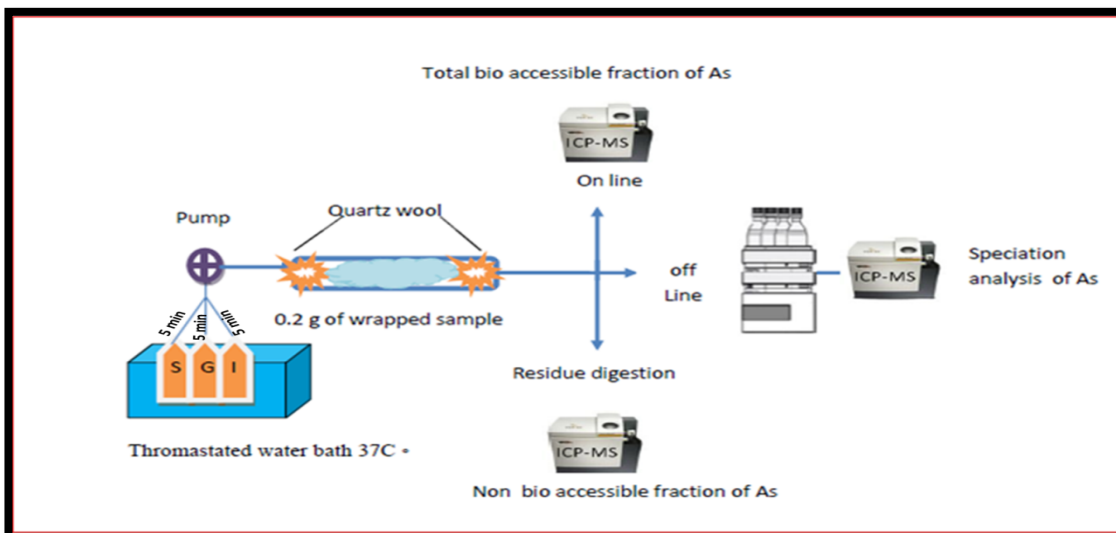 Total bio accessible fraction of As
ICP-MS
On line
Pump
Quartz wool
off
Line
ICP-MS
Speciation
analysis of As
0.2 g of wrapped sample
5 min
5 min
5 min
S G I
Residue digestion
Thromastated water bath 37C °
ICP-MS
Non bio accessible fraction of As